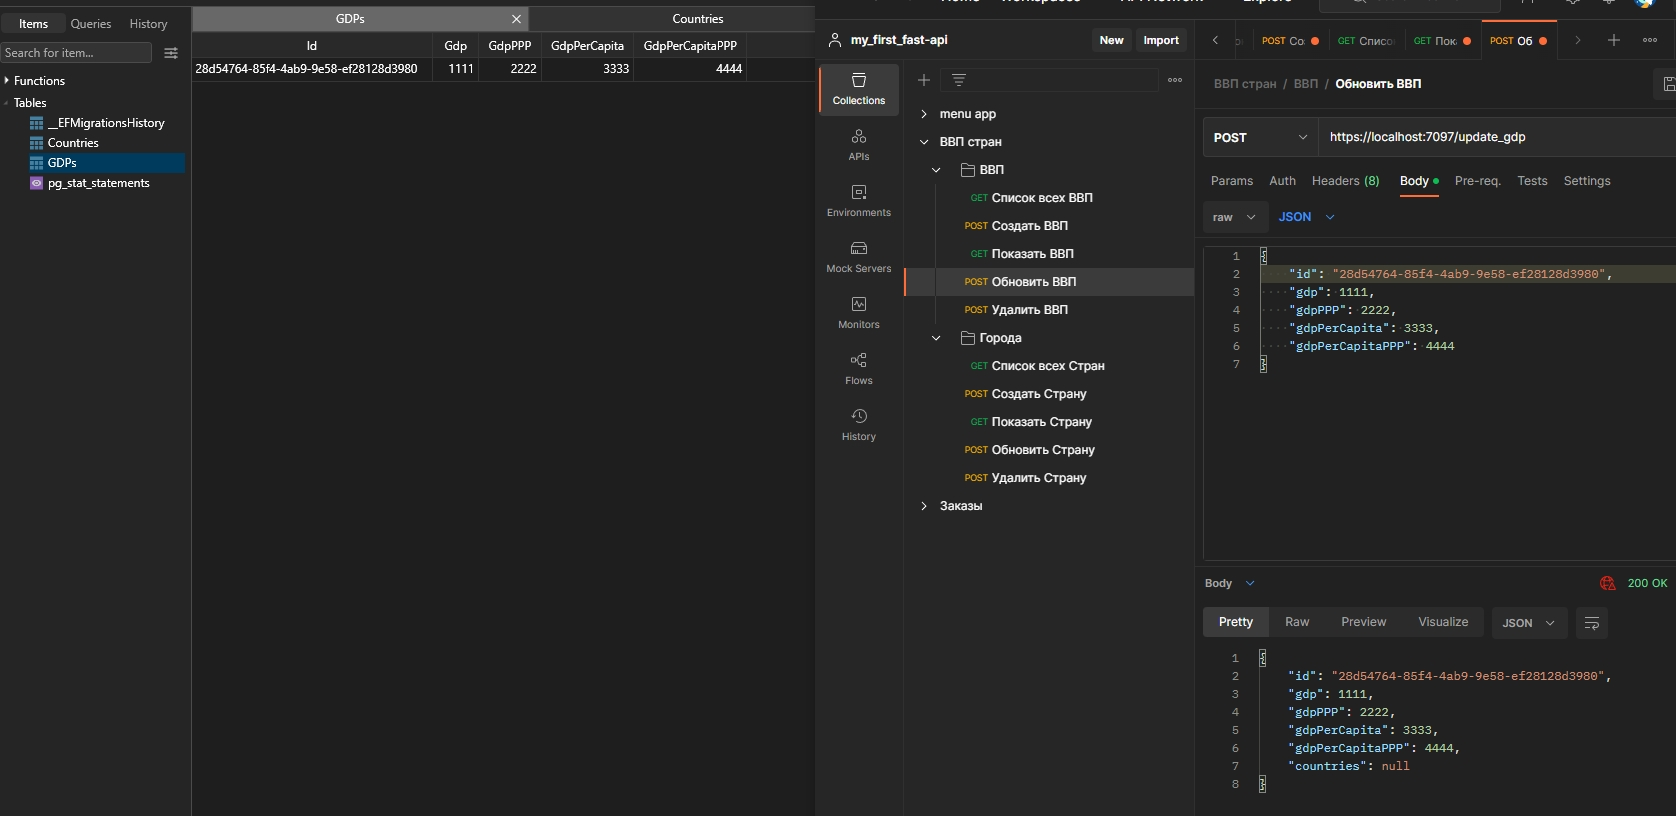 Items Queries History
Search for item...
Functions
Tables
__EFMigrationsHistory
Countries
GDPs
pg_stat_statements
GDPs
Countries
Id Gdp GdpPPP GdpPerCapita GdpPerCapitaPPP
28d54764-85f4-4ab9-9e58-ef28128d3980 1111 2222 3333 4444
my_first_fast-api
New Import
Collections
APIs
Environments
Mock Servers
Monitors
Flows
History
menu app
ВВП стран
ВВП
GET Список всех ВВП
POST Создать ВВП
GET Показать ВВП
POST Обновить ВВП
POST Удалить ВВП
Города
GET Список всех Стран
POST Создать Страну
GET Показать Страну
POST Обновить Страну
POST Удалить Страну
Заказы
POST Со GET Список GET Пок POST Об
ВВП стран / ВВП / Обновить ВВП
POST https://localhost:7097/update_gdp
Params Auth Headers (8) Body Pre-req. Tests Settings
raw JSON
1 {
2 "id": "28d54764-85f4-4ab9-9e58-ef28128d3980",
3 "gdp": 1111,
4 "gdpPPP": 2222,
5 "gdpPerCapita": 3333,
6 "gdpPerCapitaPPP": 4444
7 }
Body 200 OK
Pretty Raw Preview Visualize JSON
1 {
2 "id": "28d54764-85f4-4ab9-9e58-ef28128d3980",
3 "gdp": 1111,
4 "gdpPPP": 2222,
5 "gdpPerCapita": 3333,
6 "gdpPerCapitaPPP": 4444,
7 "countries": null
8 }